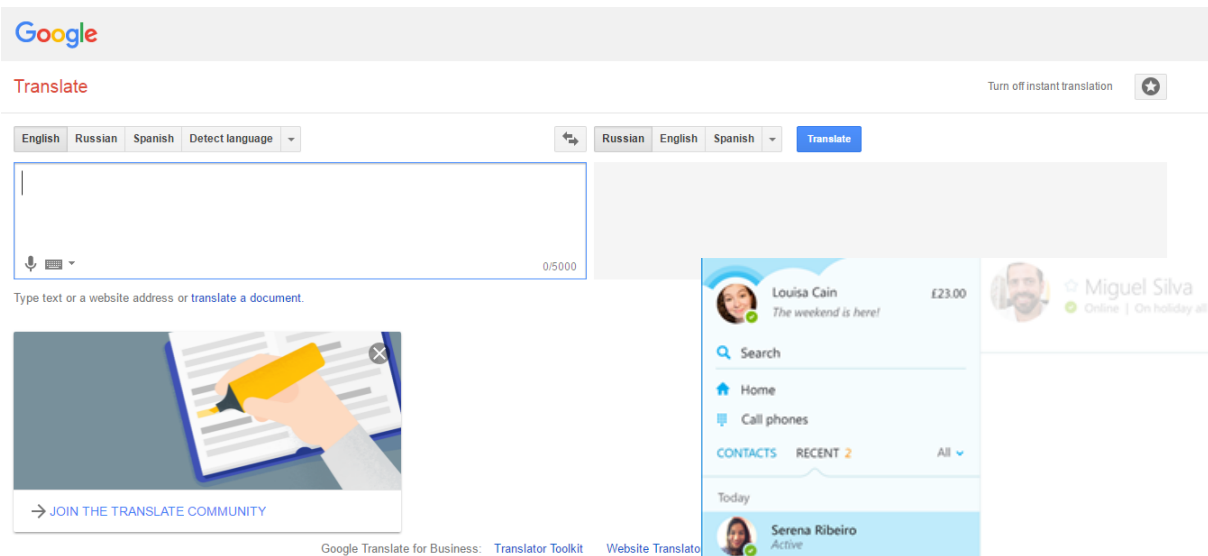 Google
Translate
Turn off instant translation
English Russian Spanish Detect language
Russian English Spanish Translate
0/5000
Type text or a website address or translate a document.
JOIN THE TRANSLATE COMMUNITY
Google Translate for Business: Translator Toolkit Website
Louisa Cain £23.00
The weekend is here!
Search
Home
Call phones
CONTACTS RECENT 2 All
Today
Serena Ribeiro
Active
Miguel Silva
Online | On holiday